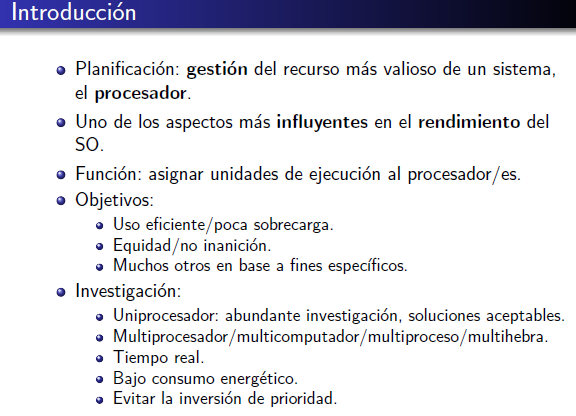 Introducción
Planificación: gestión del recurso más valioso de un sistema,
el procesador.
Uno de los aspectos más influyentes en el rendimiento del
SO.
Función: asignar unidades de ejecución al procesador/es.
Objetivos:
Uso eficiente/poca sobrecarga.
Equidad/no inanición.
Muchos otros en base a fines específicos.
Investigación:
Uniprocesador: abundante investigación, soluciones aceptables.
Multiprocesador/multicomputador/multiproceso/multihebra.
Tiempo real.
Bajo consumo energético.
Evitar la inversión de prioridad.